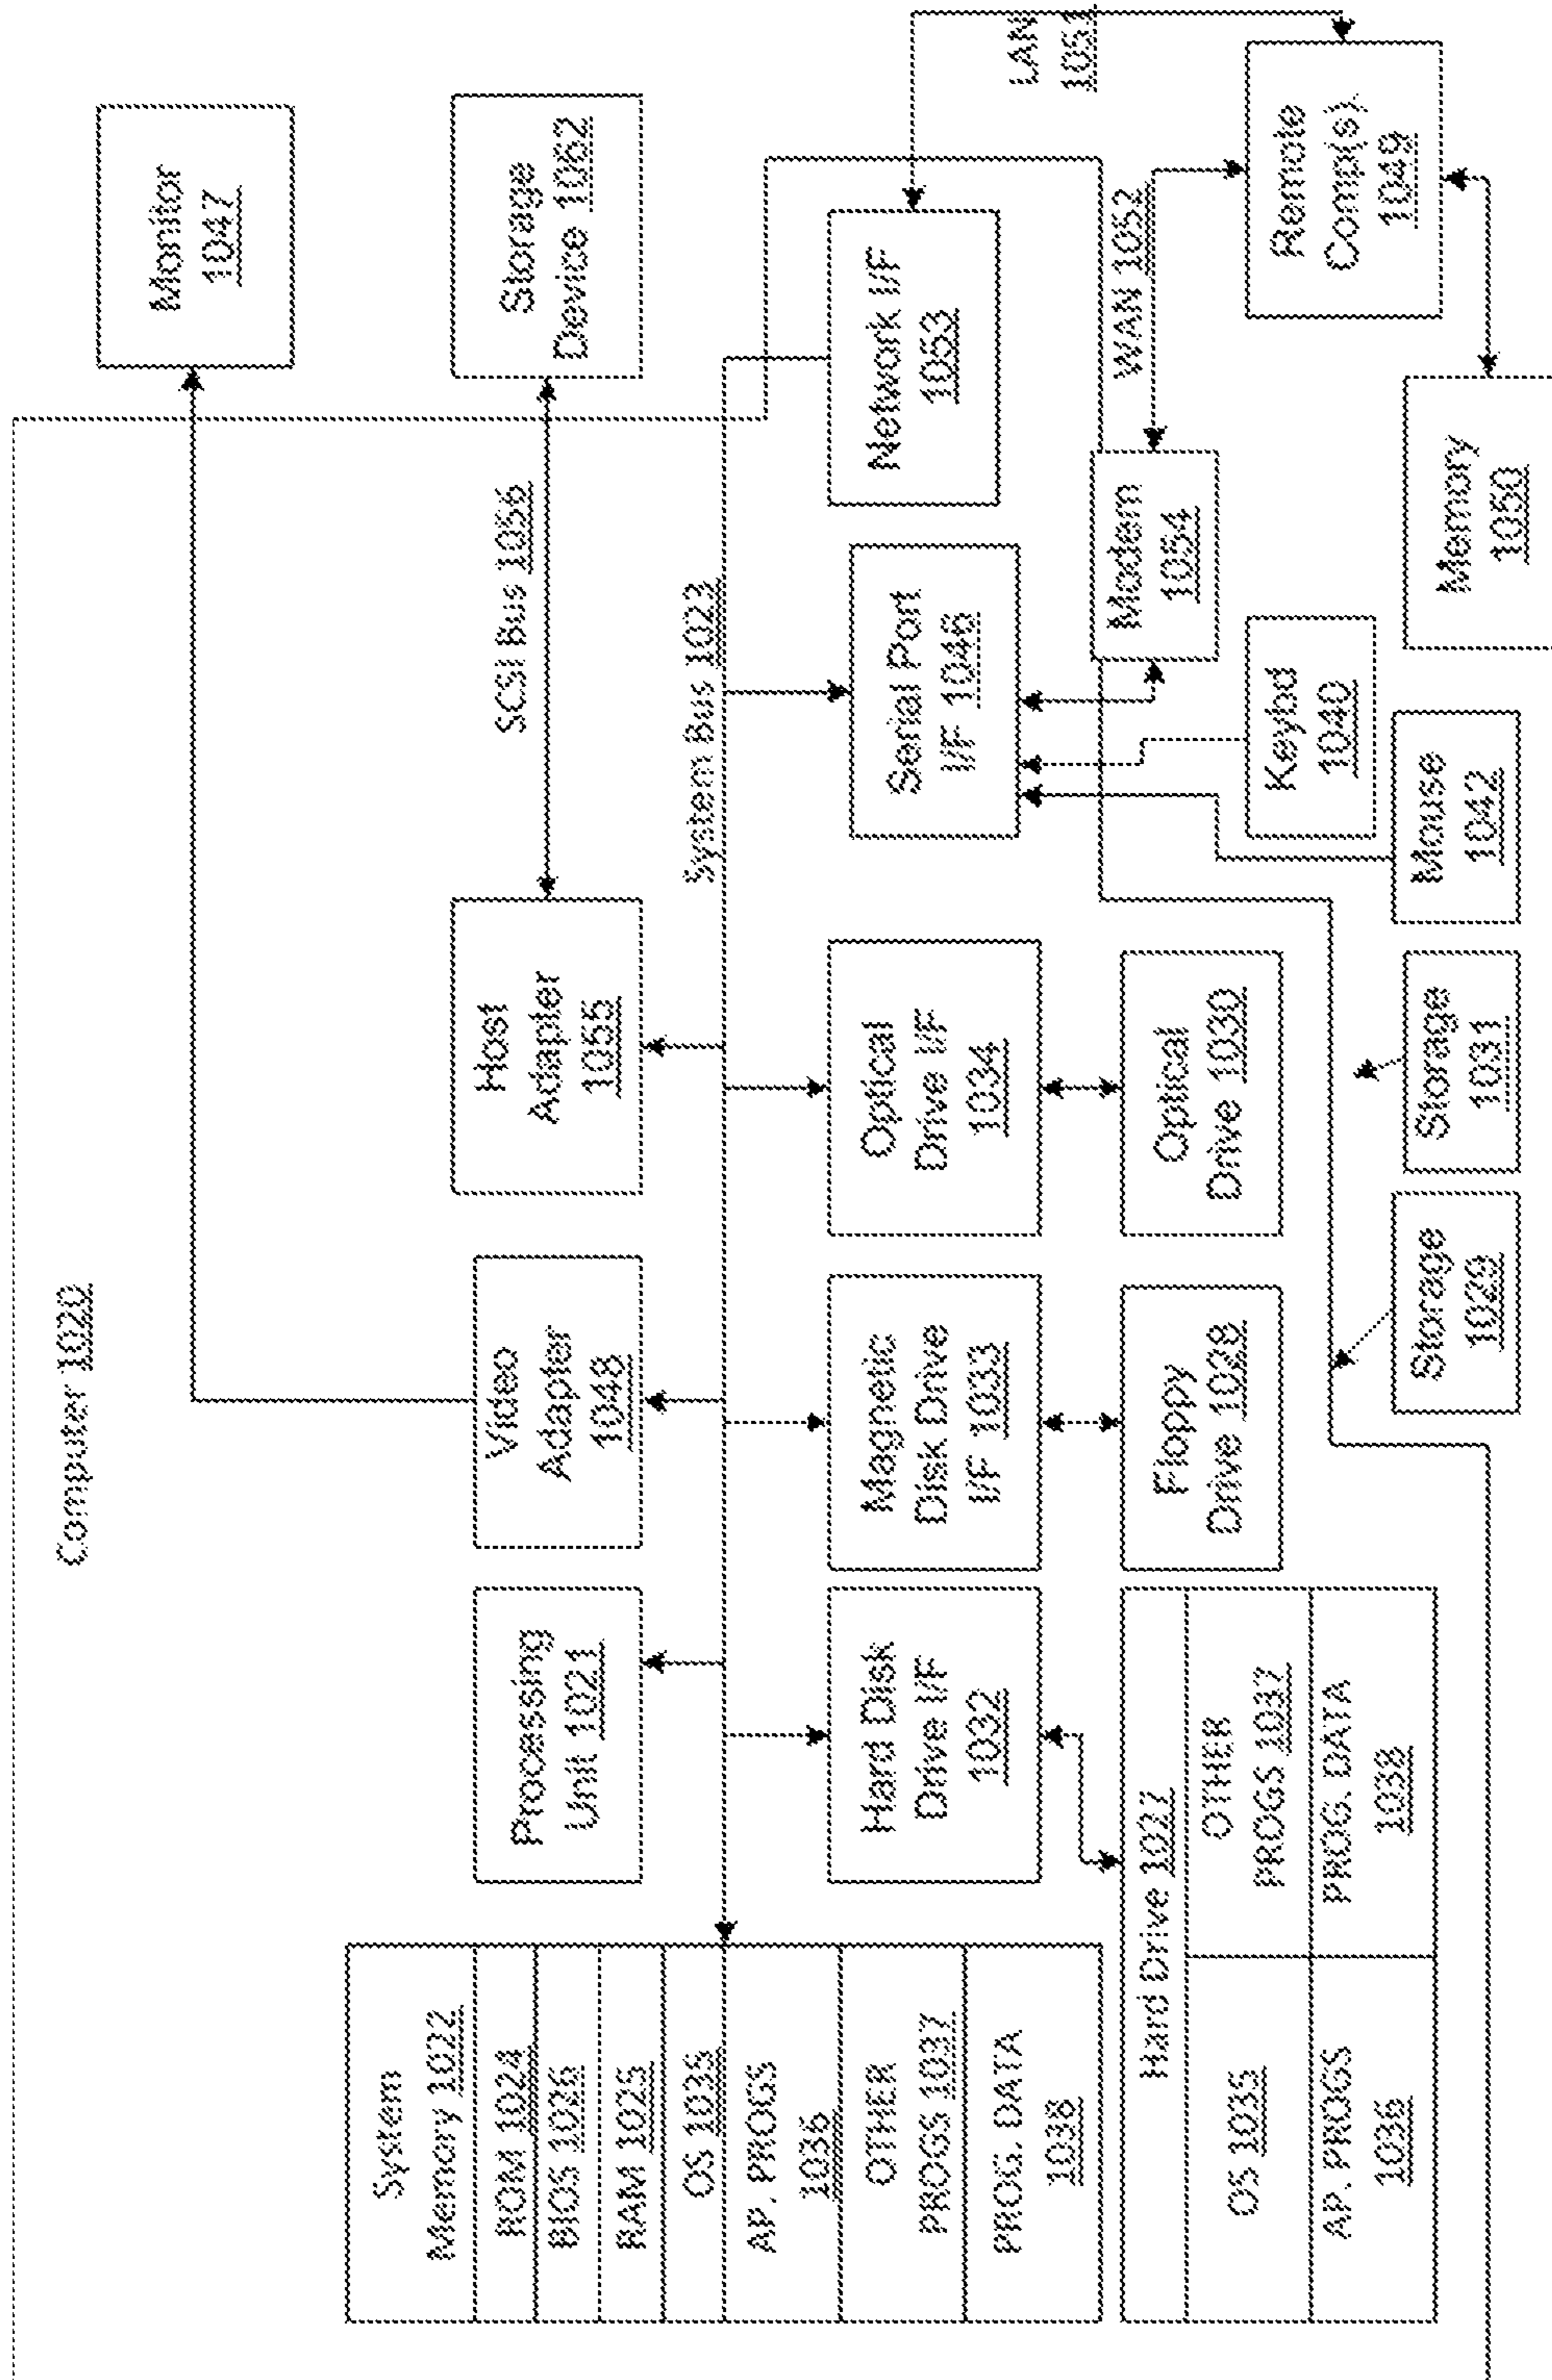 Computer 1020
Monitor
1047
System
Memory 1022
ROM 1024
BIOS 1026
RAM 1025
OS 1035
AP. PROGS
1036
OTHER
PROGS 1037
PROG. DATA
1038
Processing
Unit 1021
Video
Adapter
1048
Host
Adapter
1055
SCSI Bus 1056
Storage
Device 1062
System Bus 1023
Hard Disk
Drive I/F
1032
Magnetic
Disk Drive
I/F 1033
Optical
Drive I/F
1034
Serial Port
I/F 1046
Network I/F
1053
Hard Drive 1027
OS 1035
OTHER
PROGS 1037
AP. PROGS
1036
PROG. DATA
1038
Floppy
Drive 1028
Optical
Drive 1030
Modem
1054
WAN 1052
LAN
1051
Keybd
1040
Remote
Comp(s).
1049
Storage
1029
Storage
1031
Mouse
1042
Memory
1050